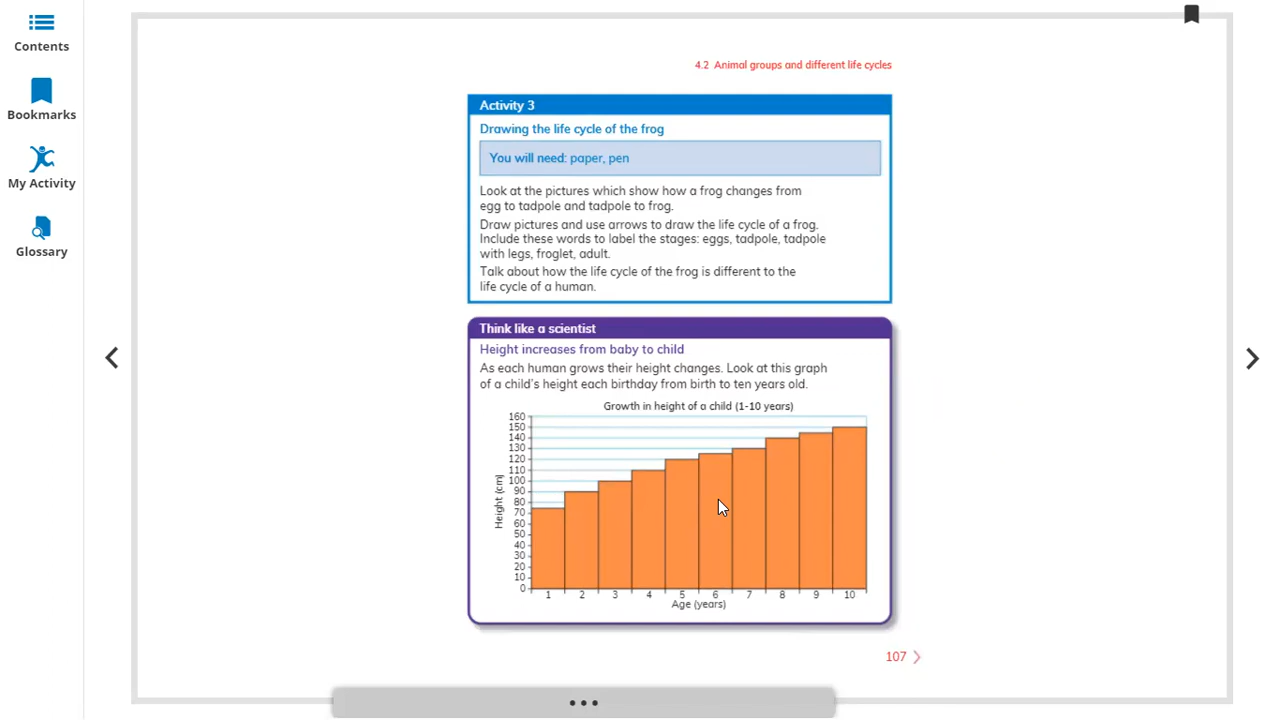 Contents
Bookmarks
My Activity
Glossary
4.2 Animal groups and different life cycles
Activity 3
Drawing the life cycle of the frog
You will need: paper, pen
Look at the pictures which show how a frog changes from
egg to tadpole and tadpole to frog.
Draw pictures and use arrows to draw the life cycle of a frog.
Include these words to label the stages: eggs, tadpole, tadpole
with legs, froglet, adult.
Talk about how the life cycle of the frog is different to the
life cycle of a human.
Think like a scientist
Height increases from baby to child
As each human grows their height changes. Look at this graph
of a child's height each birthday from birth to ten years old.
Growth in height of a child (1-10 years)
160
150
140
130
120
110
100
90
80
70
60
50
40
30
20
10
0
Height (cm)
1 2 3 4 5 6 7 8 9 10
Age (years)
107